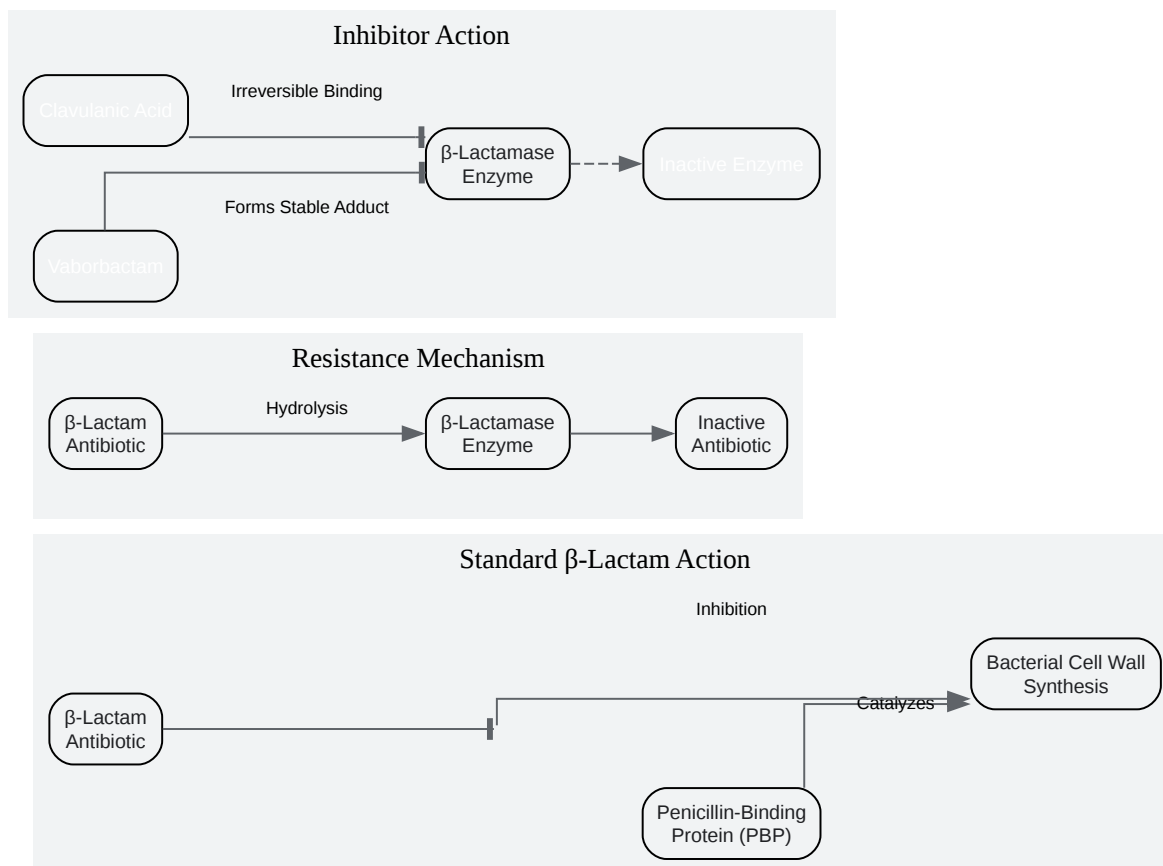 Inhibitor Action
Clavulanic Acid
Irreversible Binding
β-Lactamase
Enzyme
Inactive Enzyme
Forms Stable Adduct
Vaborbactam
Resistance Mechanism
β-Lactam
Antibiotic
Hydrolysis
β-Lactamase
Enzyme
Inactive
Antibiotic
Standard β-Lactam Action
Inhibition
Bacterial Cell Wall
Synthesis
Catalyzes
β-Lactam
Antibiotic
Penicillin-Binding
Protein (PBP)